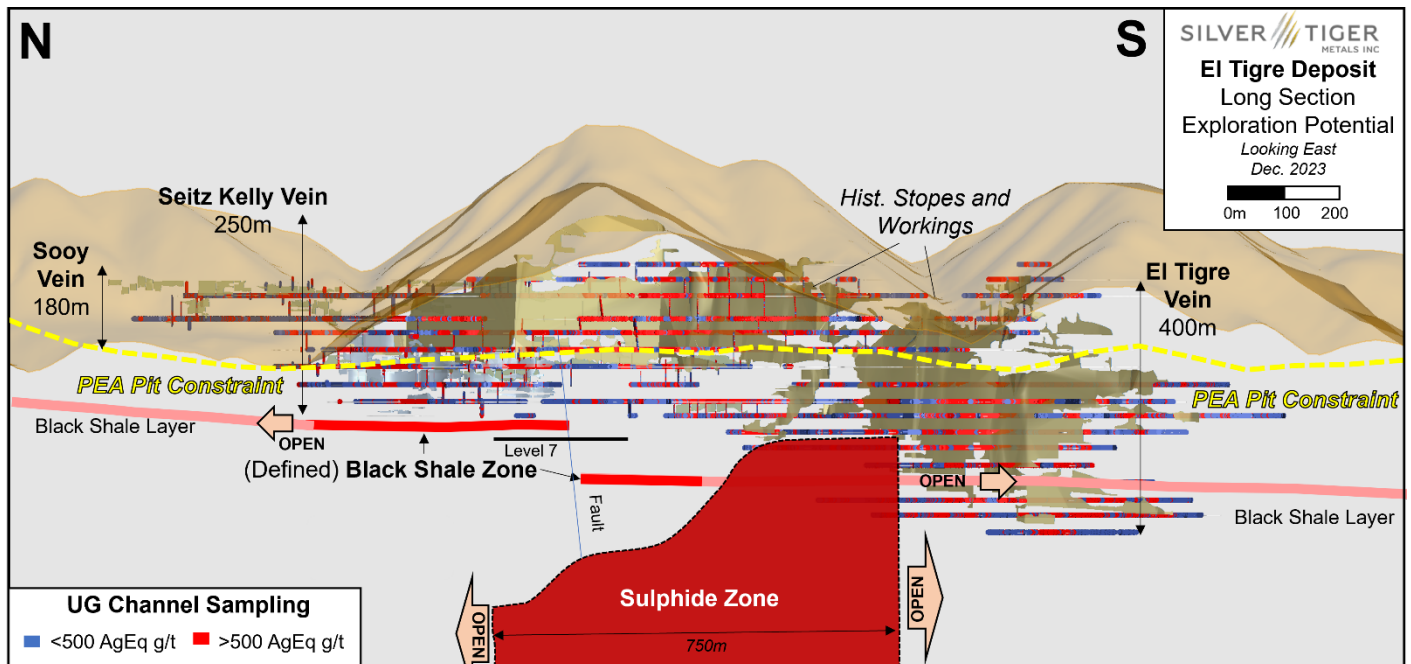 N
S
SILVER TIGER
METALS INC
El Tigre Deposit
Long Section
Exploration Potential
Looking East
Dec. 2023
0m 100 200
Seitz Kelly Vein
250m
Sooy
Vein
180m
Hist. Stopes and
Workings
El Tigre
Vein
400m
PEA Pit Constraint
PEA Pit Constraint
Black Shale Layer
OPEN
(Defined) Black Shale Zone
Level 7
Fault
OPEN
Black Shale Layer
Sulphide Zone
OPEN
OPEN
750m
UG Channel Sampling
<500 AgEq g/t >500 AgEq g/t